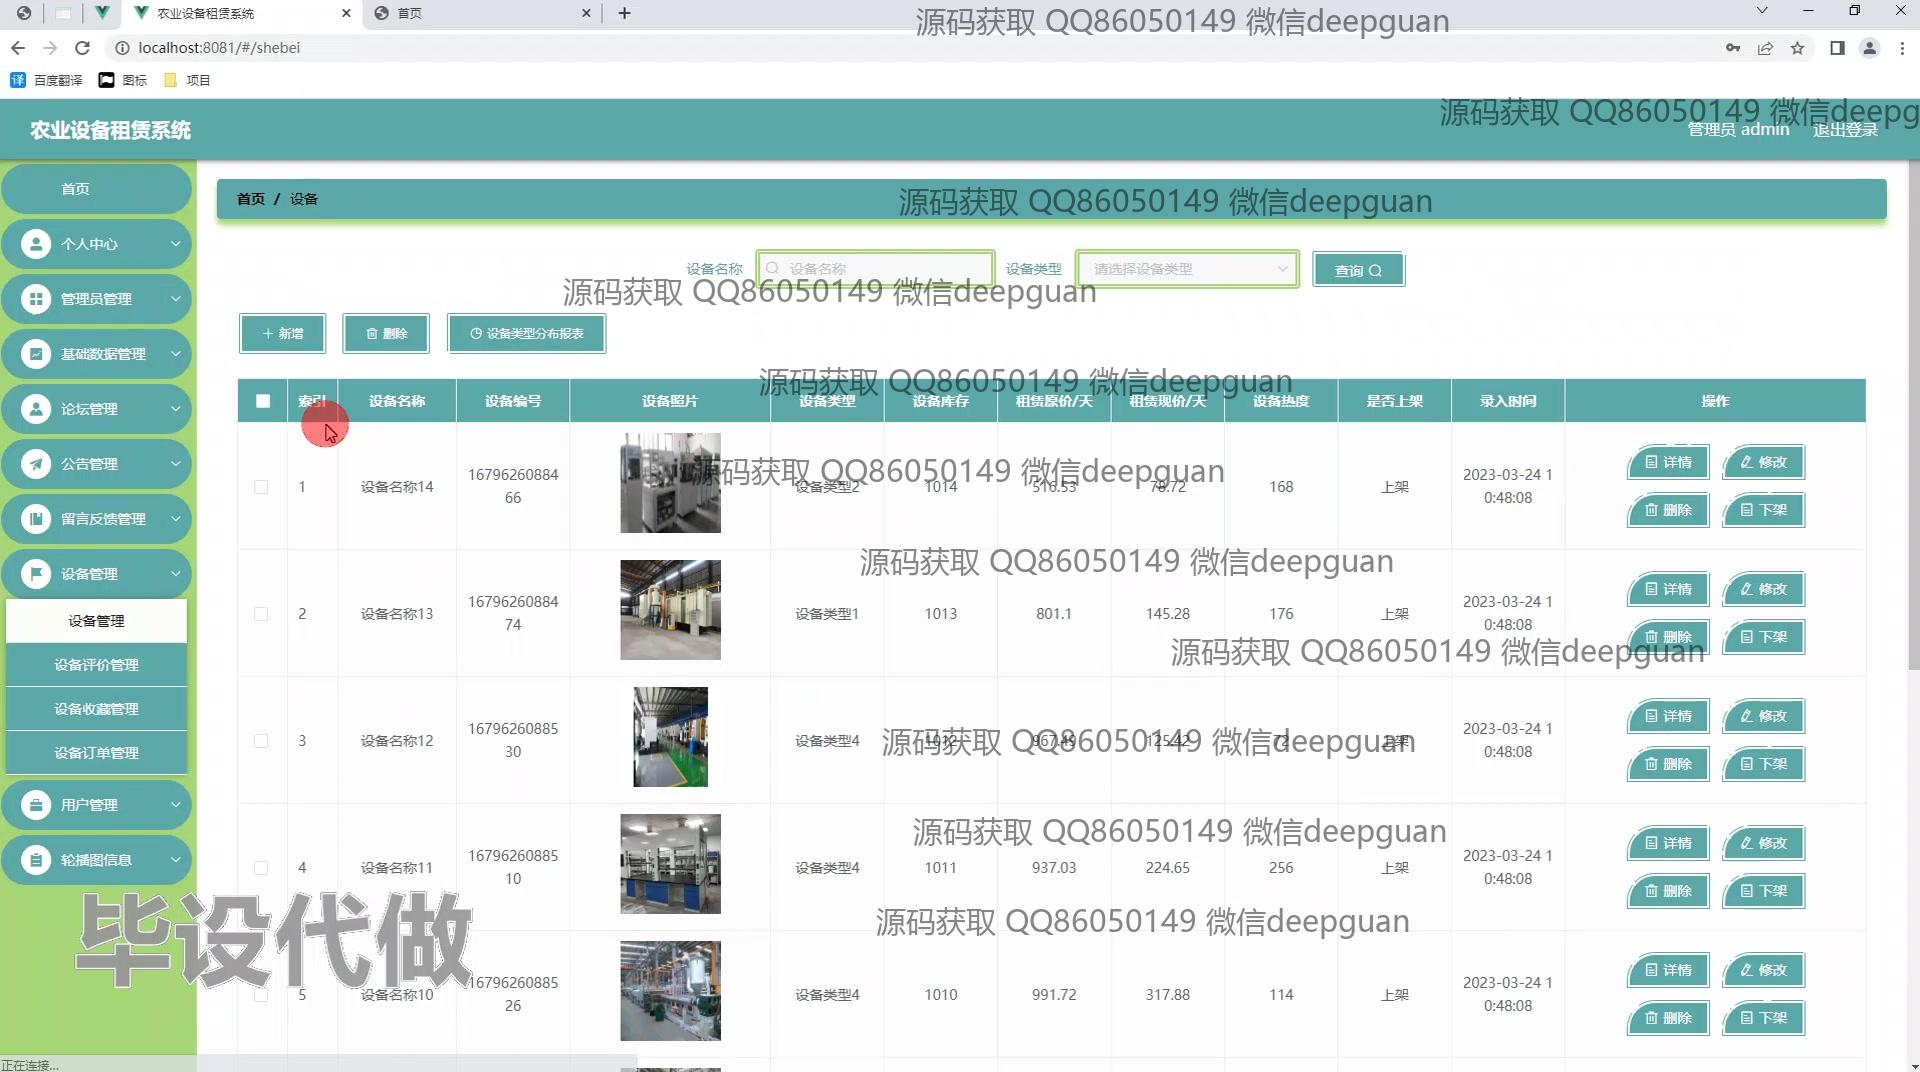 农业设备租赁系统
首页
源码获取 QQ86050149 微信deepguan
localhost:8081/#/shebei
百度翻译
图标
项目
源码获取 QQ86050149 微信deepg
农业设备租赁系统
管理员 admin
退出登录
首页
个人中心
管理员管理
基础数据管理
论坛管理
公告管理
留言反馈管理
设备管理
设备管理
设备评价管理
设备收藏管理
设备订单管理
用户管理
轮播图信息
首页 / 设备
源码获取 QQ86050149 微信deepguan
设备名称 设备名称 设备类型 请选择设备类型 查询
源码获取 QQ86050149 微信deepguan
新增 删除 设备类型分布报表
源码获取 QQ86050149 微信deepguan
索引 设备名称 设备编号 设备照片 设备类型 设备库存 租赁原价/天 租赁现价/天 设备热度 是否上架 录入时间 操作
源码获取 QQ86050149 微信deepguan
1 设备名称14 16796260884 设备类型2 1014 516.53 78.72 168 上架 2023-03-24 1
66 0:48:08
详情 修改
删除 下架
源码获取 QQ86050149 微信deepguan
2 设备名称13 16796260884 设备类型1 1013 801.1 145.28 176 上架 2023-03-24 1
74 0:48:08
详情 修改
删除 下架
源码获取 QQ86050149 微信deepguan
3 设备名称12 16796260885 设备类型4 上架 2023-03-24 1
30 0:48:08
详情 修改
删除 下架
源码获取 QQ86050149 微信deepguan
源码获取 QQ86050149 微信deepguan
4 设备名称11 16796260885 设备类型4 1011 937.03 224.65 256 上架 2023-03-24 1
10 0:48:08
详情 修改
删除 下架
源码获取 QQ86050149 微信deepguan
毕设代做
5 设备名称10 16796260885 设备类型4 1010 991.72 317.88 114 上架 2023-03-24 1
26 0:48:08
详情 修改
删除 下架
正在连接...